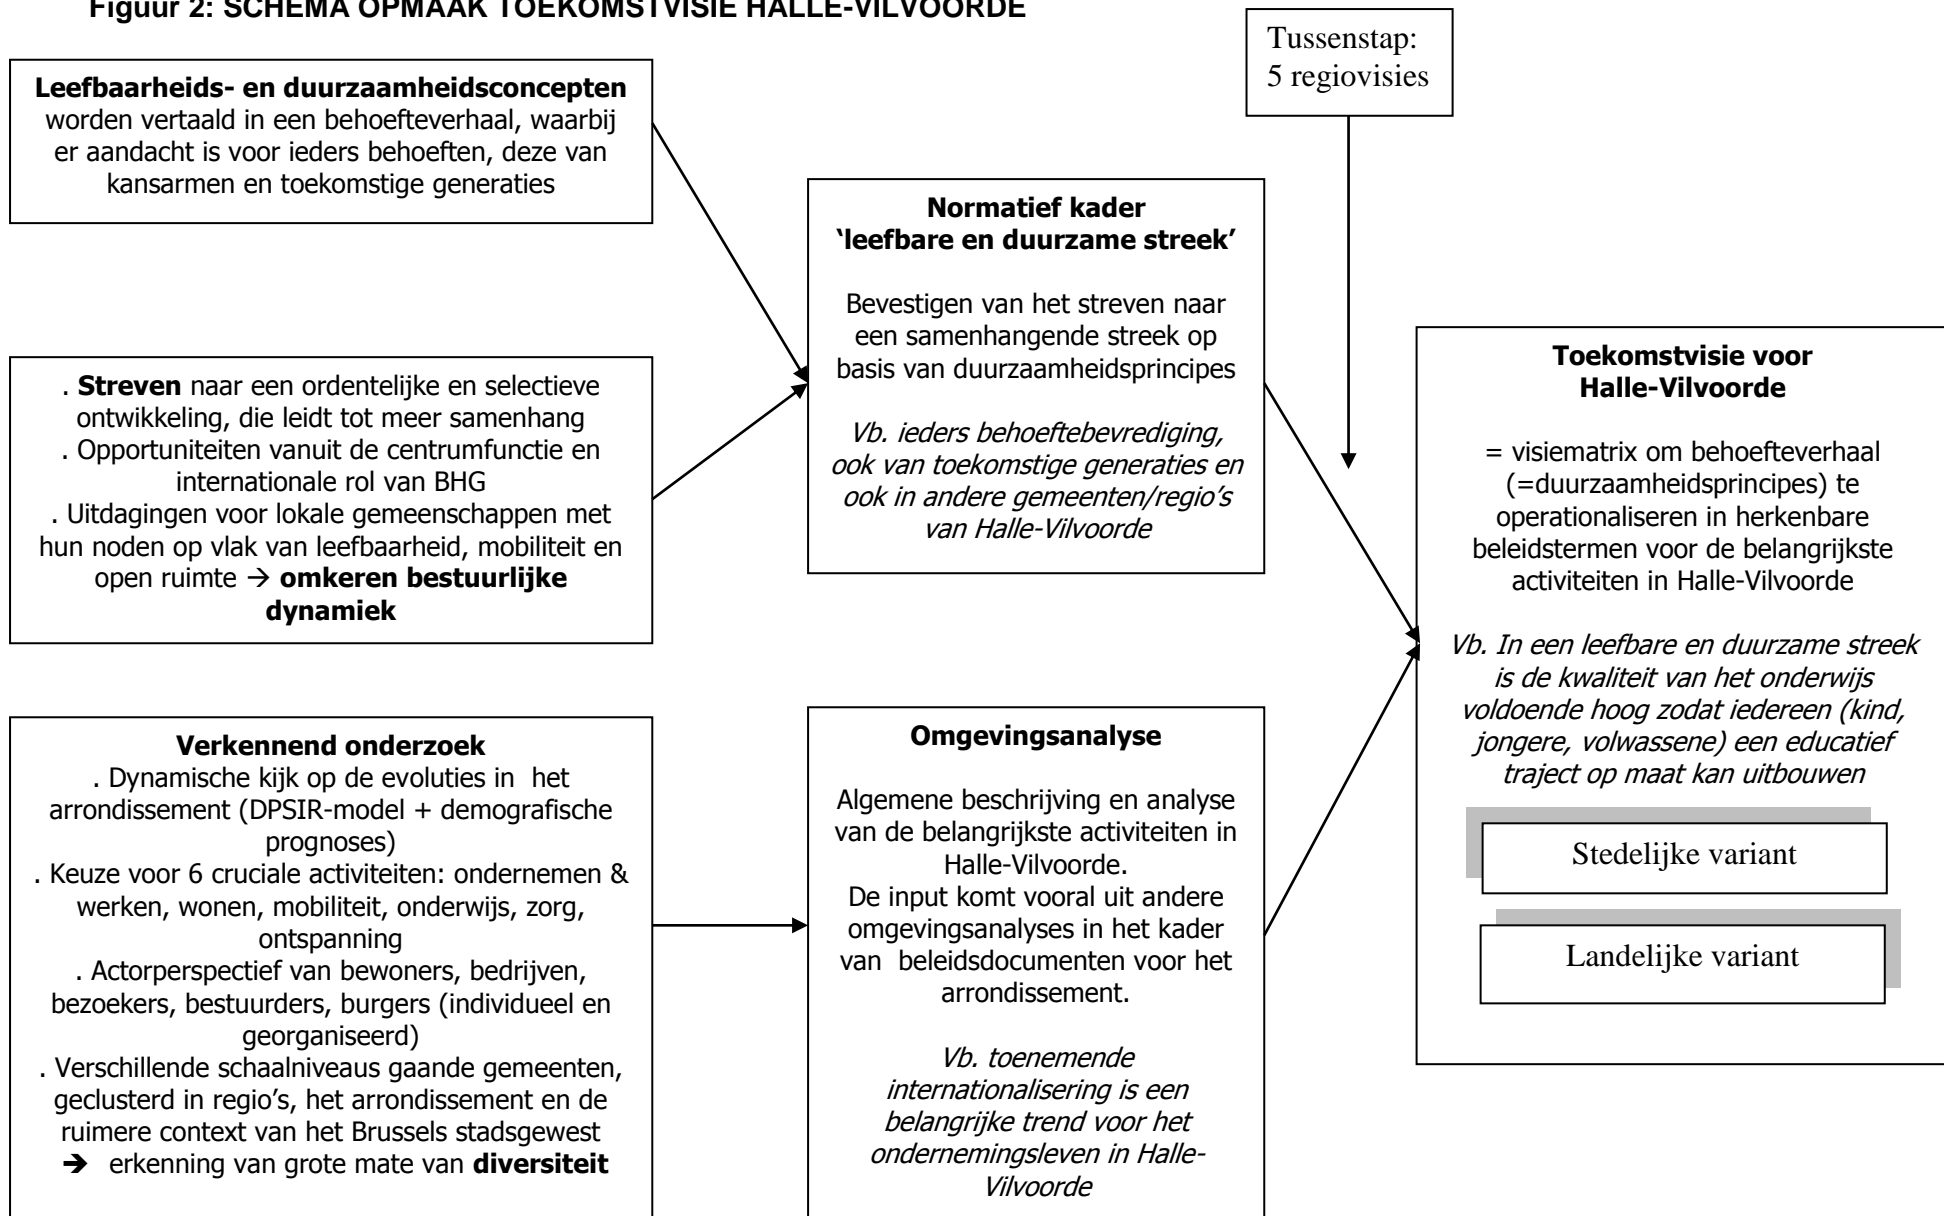 Figuur 2: SCHEMA OPMAAK TOEKOMSTVISIE HALLE-VILVOORDE
Tussenstap:
5 regiovisies
Leefbaarheids- en duurzaamheidsconcepten
worden vertaald in een behoefteverhaal, waarbij
er aandacht is voor ieders behoeften, deze van
kansarmen en toekomstige generaties
. Streven naar een ordentelijke en selectieve
ontwikkeling, die leidt tot meer samenhang
. Opportuniteiten vanuit de centrumfunctie en
internationale rol van BHG
. Uitdagingen voor lokale gemeenschappen met
hun noden op vlak van leefbaarheid, mobiliteit en
open ruimte → omkeren bestuurlijke
dynamiek
Verkennend onderzoek
. Dynamische kijk op de evoluties in het
arrondissement (DPSIR-model + demografische
prognoses)
. Keuze voor 6 cruciale activiteiten: ondernemen &
werken, wonen, mobiliteit, onderwijs, zorg,
ontspanning
. Actorperspectief van bewoners, bedrijven,
bezoekers, bestuurders, burgers (individueel en
georganiseerd)
. Verschillende schaalniveaus gaande gemeenten,
geclusterd in regio’s, het arrondissement en de
ruimere context van het Brussels stadsgewest
➔ erkenning van grote mate van diversiteit
Normatief kader
‘leefbare en duurzame streek’
Bevestigen van het streven naar
een samenhangende streek op
basis van duurzaamheidsprincipes
Vb. ieders behoeftebevrediging,
ook van toekomstige generaties en
ook in andere gemeenten/regio’s
van Halle-Vilvoorde
Omgevingsanalyse
Algemene beschrijving en analyse
van de belangrijkste activiteiten in
Halle-Vilvoorde.
De input komt vooral uit andere
omgevingsanalyses in het kader
van beleidsdocumenten voor het
arrondissement.
Vb. toenemende
internationalisering is een
belangrijke trend voor het
ondernemingsleven in Halle-
Vilvoorde
Toekomstvisie voor
Halle-Vilvoorde
= visiematrix om behoefteverhaal
(=duurzaamheidsprincipes) te
operationaliseren in herkenbare
beleidstermen voor de belangrijkste
activiteiten in Halle-Vilvoorde
Vb. In een leefbare en duurzame streek
is de kwaliteit van het onderwijs
voldoende hoog zodat iedereen (kind,
jongere, volwassene) een educatief
traject op maat kan uitbouwen
Stedelijke variant
Landelijke variant